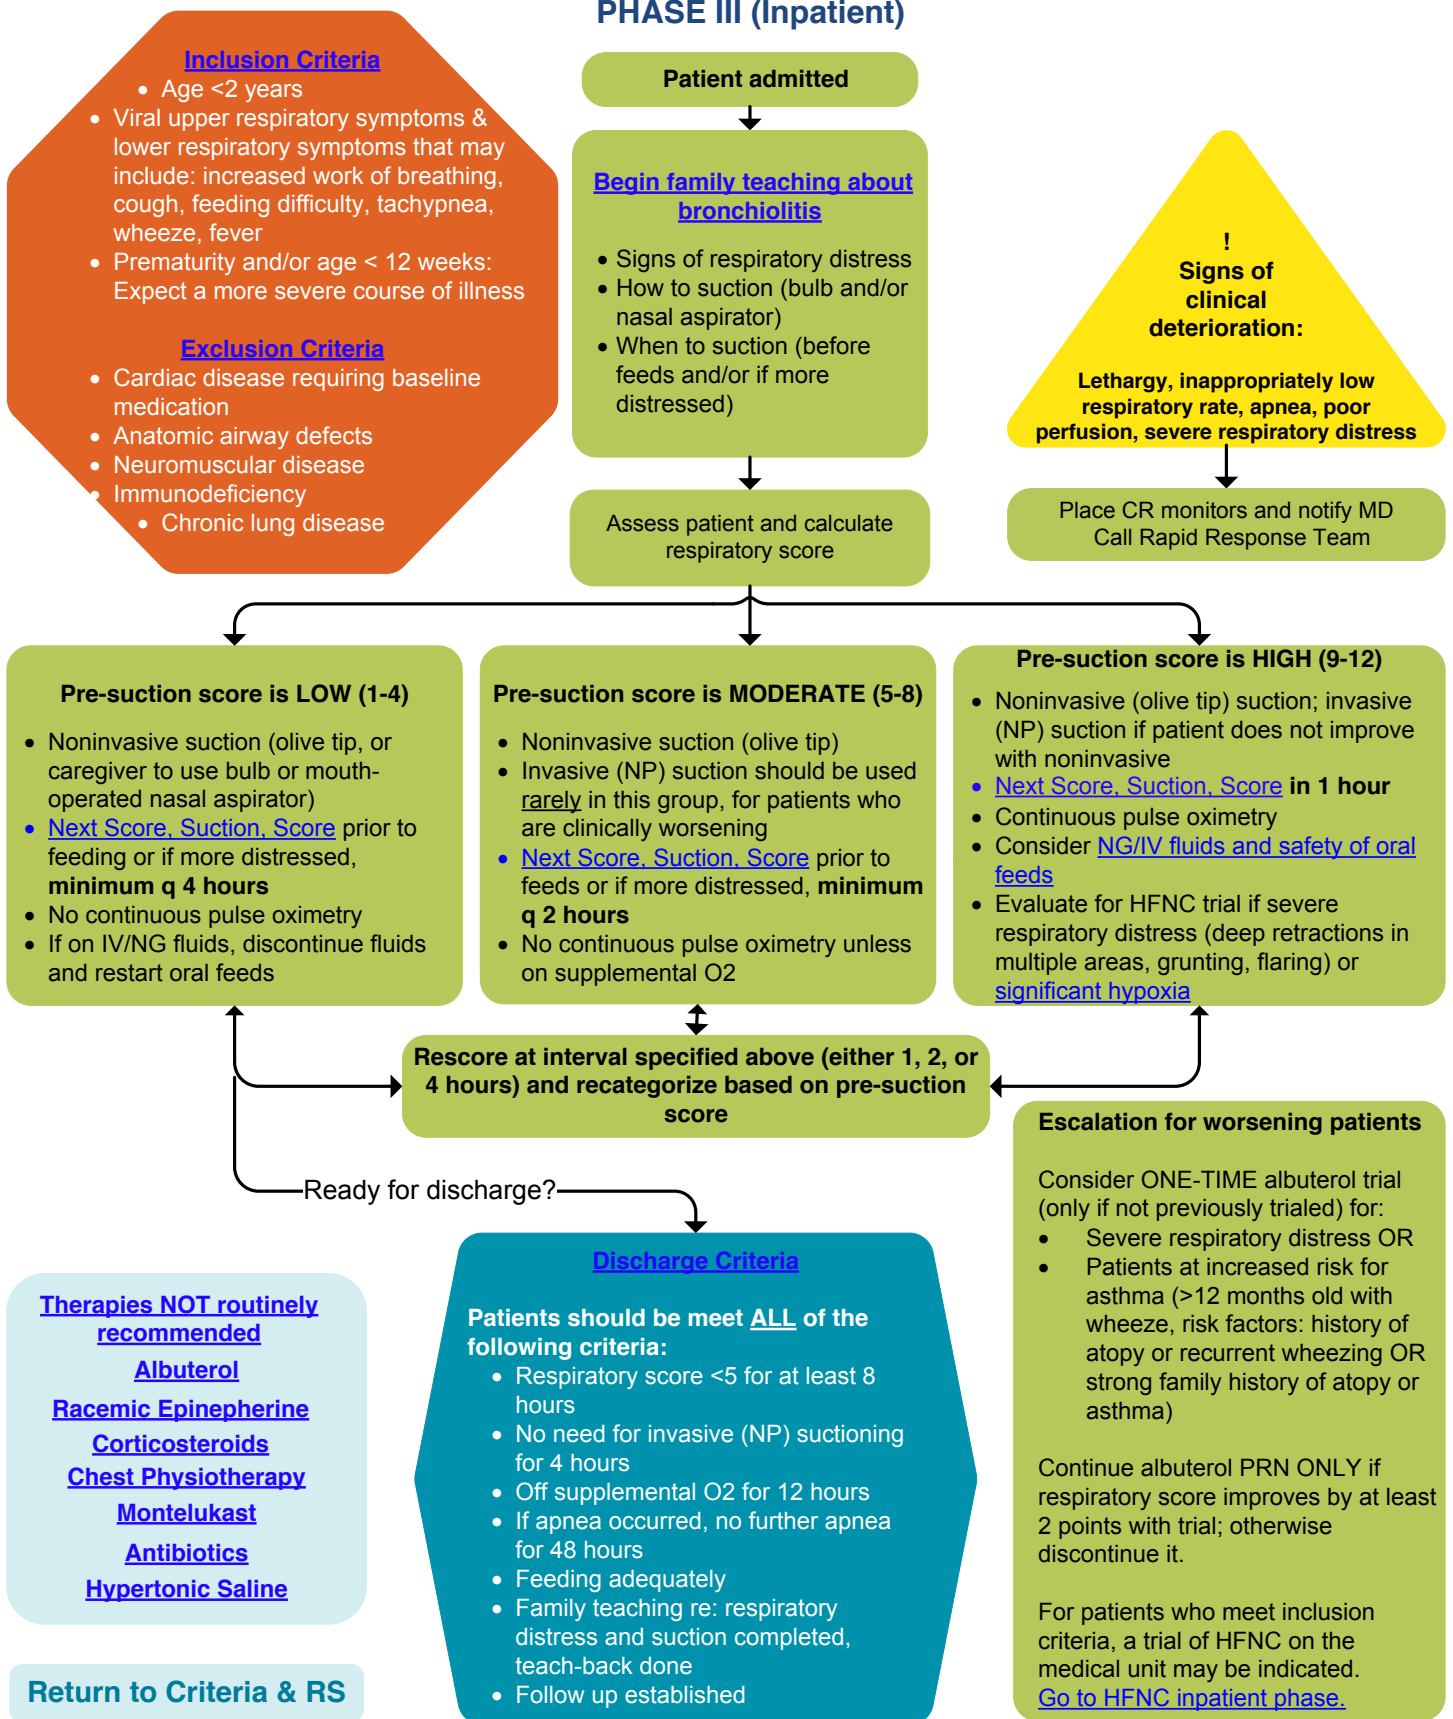 PHASE III (Inpatient)
Inclusion Criteria
• Age <2 years
• Viral upper respiratory symptoms &
lower respiratory symptoms that may
include: increased work of breathing,
cough, feeding difficulty, tachypnea,
wheeze, fever
• Prematurity and/or age < 12 weeks:
Expect a more severe course of illness
Exclusion Criteria
• Cardiac disease requiring baseline
medication
• Anatomic airway defects
• Neuromuscular disease
• Immunodeficiency
• Chronic lung disease
Patient admitted
Begin family teaching about
bronchiolitis
• Signs of respiratory distress
• How to suction (bulb and/or
nasal aspirator)
• When to suction (before
feeds and/or if more
distressed)
Assess patient and calculate
respiratory score
!
Signs of
clinical
deterioration:
Lethargy, inappropriately low
respiratory rate, apnea, poor
perfusion, severe respiratory distress
Place CR monitors and notify MD
Call Rapid Response Team
Pre-suction score is LOW (1-4)
• Noninvasive suction (olive tip, or
caregiver to use bulb or mouth-
operated nasal aspirator)
• Next Score, Suction, Score prior to
feeding or if more distressed,
minimum q 4 hours
• No continuous pulse oximetry
• If on IV/NG fluids, discontinue fluids
and restart oral feeds
Pre-suction score is MODERATE (5-8)
• Noninvasive suction (olive tip)
• Invasive (NP) suction should be used
rarely in this group, for patients who
are clinically worsening
• Next Score, Suction, Score prior to
feeds or if more distressed, minimum
q 2 hours
• No continuous pulse oximetry unless
on supplemental O2
Pre-suction score is HIGH (9-12)
• Noninvasive (olive tip) suction; invasive
(NP) suction if patient does not improve
with noninvasive
• Next Score, Suction, Score in 1 hour
• Continuous pulse oximetry
• Consider NG/IV fluids and safety of oral
feeds
• Evaluate for HFNC trial if severe
respiratory distress (deep retractions in
multiple areas, grunting, flaring) or
significant hypoxia
Rescore at interval specified above (either 1, 2, or
4 hours) and recategorize based on pre-suction
score
Ready for discharge?
Discharge Criteria
Patients should be meet ALL of the
following criteria:
• Respiratory score <5 for at least 8
hours
• No need for invasive (NP) suctioning
for 4 hours
• Off supplemental O2 for 12 hours
• If apnea occurred, no further apnea
for 48 hours
• Feeding adequately
• Family teaching re: respiratory
distress and suction completed,
teach-back done
• Follow up established
Escalation for worsening patients
Consider ONE-TIME albuterol trial
(only if not previously trialed) for:
• Severe respiratory distress OR
• Patients at increased risk for
asthma (>12 months old with
wheeze, risk factors: history of
atopy or recurrent wheezing OR
strong family history of atopy or
asthma)
Continue albuterol PRN ONLY if
respiratory score improves by at least
2 points with trial; otherwise
discontinue it.
For patients who meet inclusion
criteria, a trial of HFNC on the
medical unit may be indicated.
Go to HFNC inpatient phase.
Therapies NOT routinely
recommended
Albuterol
Racemic Epinepherine
Corticosteroids
Chest Physiotherapy
Montelukast
Antibiotics
Hypertonic Saline
Return to Criteria & RS